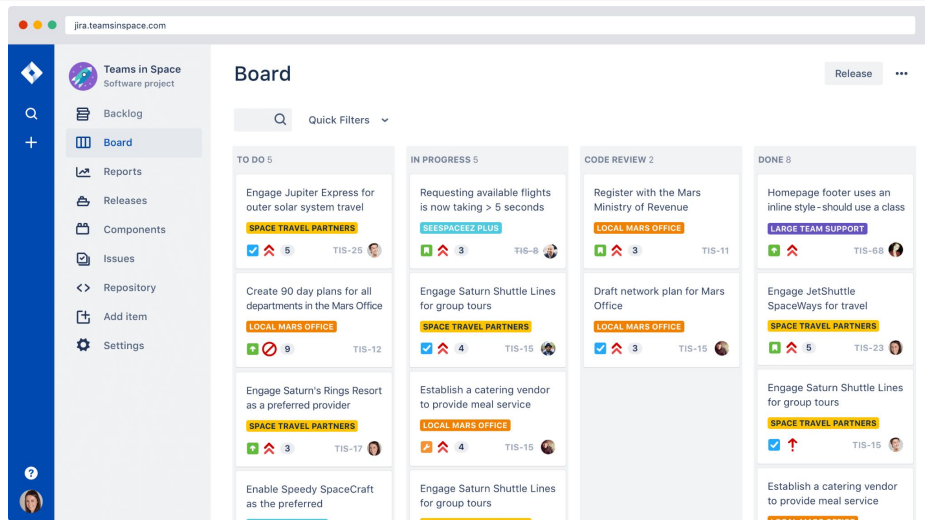 jira.teamsinspace.com
Teams in Space
Software project
Backlog
Board
Reports
Releases
Components
Issues
Repository
Add item
Settings
?
Board
Release
Quick Filters
TO DO 5
Engage Jupiter Express for
outer solar system travel
SPACE TRAVEL PARTNERS
5 TIS-25
Create 90 day plans for all
departments in the Mars Office
LOCAL MARS OFFICE
9 TIS-12
Engage Saturn's Rings Resort
as a preferred provider
SPACE TRAVEL PARTNERS
3 TIS-17
Enable Speedy SpaceCraft
as the preferred
IN PROGRESS 5
Requesting available flights
is now taking > 5 seconds
SEESPACEEZ PLUS
3 TIS-8
Engage Saturn Shuttle Lines
for group tours
SPACE TRAVEL PARTNERS
4 TIS-15
Establish a catering vendor
to provide meal service
LOCAL MARS OFFICE
4 TIS-15
Engage Saturn Shuttle Lines
for group tours
CODE REVIEW 2
Register with the Mars
Ministry of Revenue
LOCAL MARS OFFICE
3 TIS-11
Draft network plan for Mars
Office
LOCAL MARS OFFICE
3 TIS-15
DONE 8
Homepage footer uses an
inline style - should use a class
LARGE TEAM SUPPORT
TIS-68
Engage JetShuttle
SpaceWays for travel
SPACE TRAVEL PARTNERS
5 TIS-23
Engage Saturn Shuttle Lines
for group tours
SPACE TRAVEL PARTNERS
TIS-15
Establish a catering vendor
to provide meal service
LOCAL MARS OFFICE